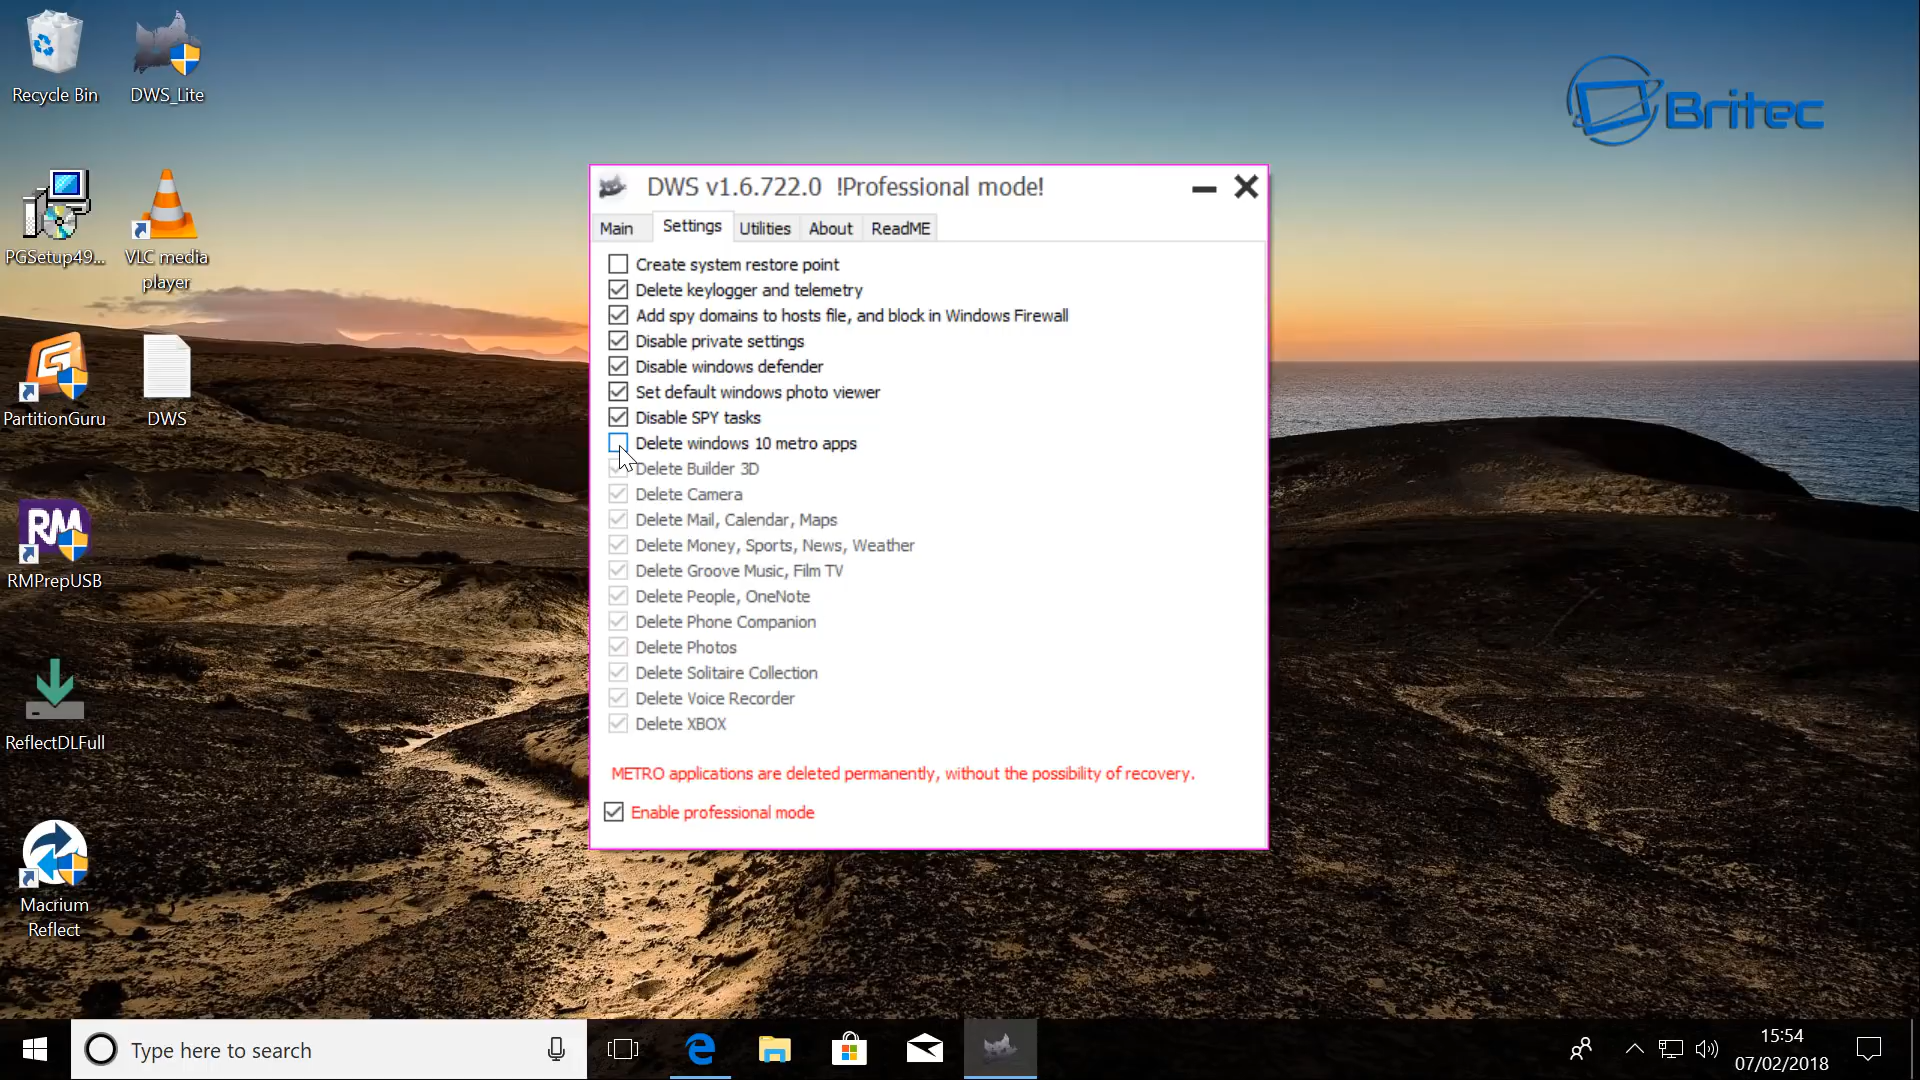 Recycle Bin
DWS_Lite
PGSetup49...
VLC media
player
PartitionGuru
DWS
RM
RMPrepUSB
ReflectDLFull
Macrium
Reflect
Britec
DWS v1.6.722.0 !Professional mode!
Main
Settings
Utilities
About
ReadME
Create system restore point
Delete keylogger and telemetry
Add spy domains to hosts file, and block in Windows Firewall
Disable private settings
Disable windows defender
Set default windows photo viewer
Disable SPY tasks
Delete windows 10 metro apps
Delete Builder 3D
Delete Camera
Delete Mail, Calendar, Maps
Delete Money, Sports, News, Weather
Delete Groove Music, Film TV
Delete People, OneNote
Delete Phone Companion
Delete Photos
Delete Solitaire Collection
Delete Voice Recorder
Delete XBOX
METRO applications are deleted permanently, without the possibility of recovery.
Enable professional mode
Type here to search
15:54
07/02/2018